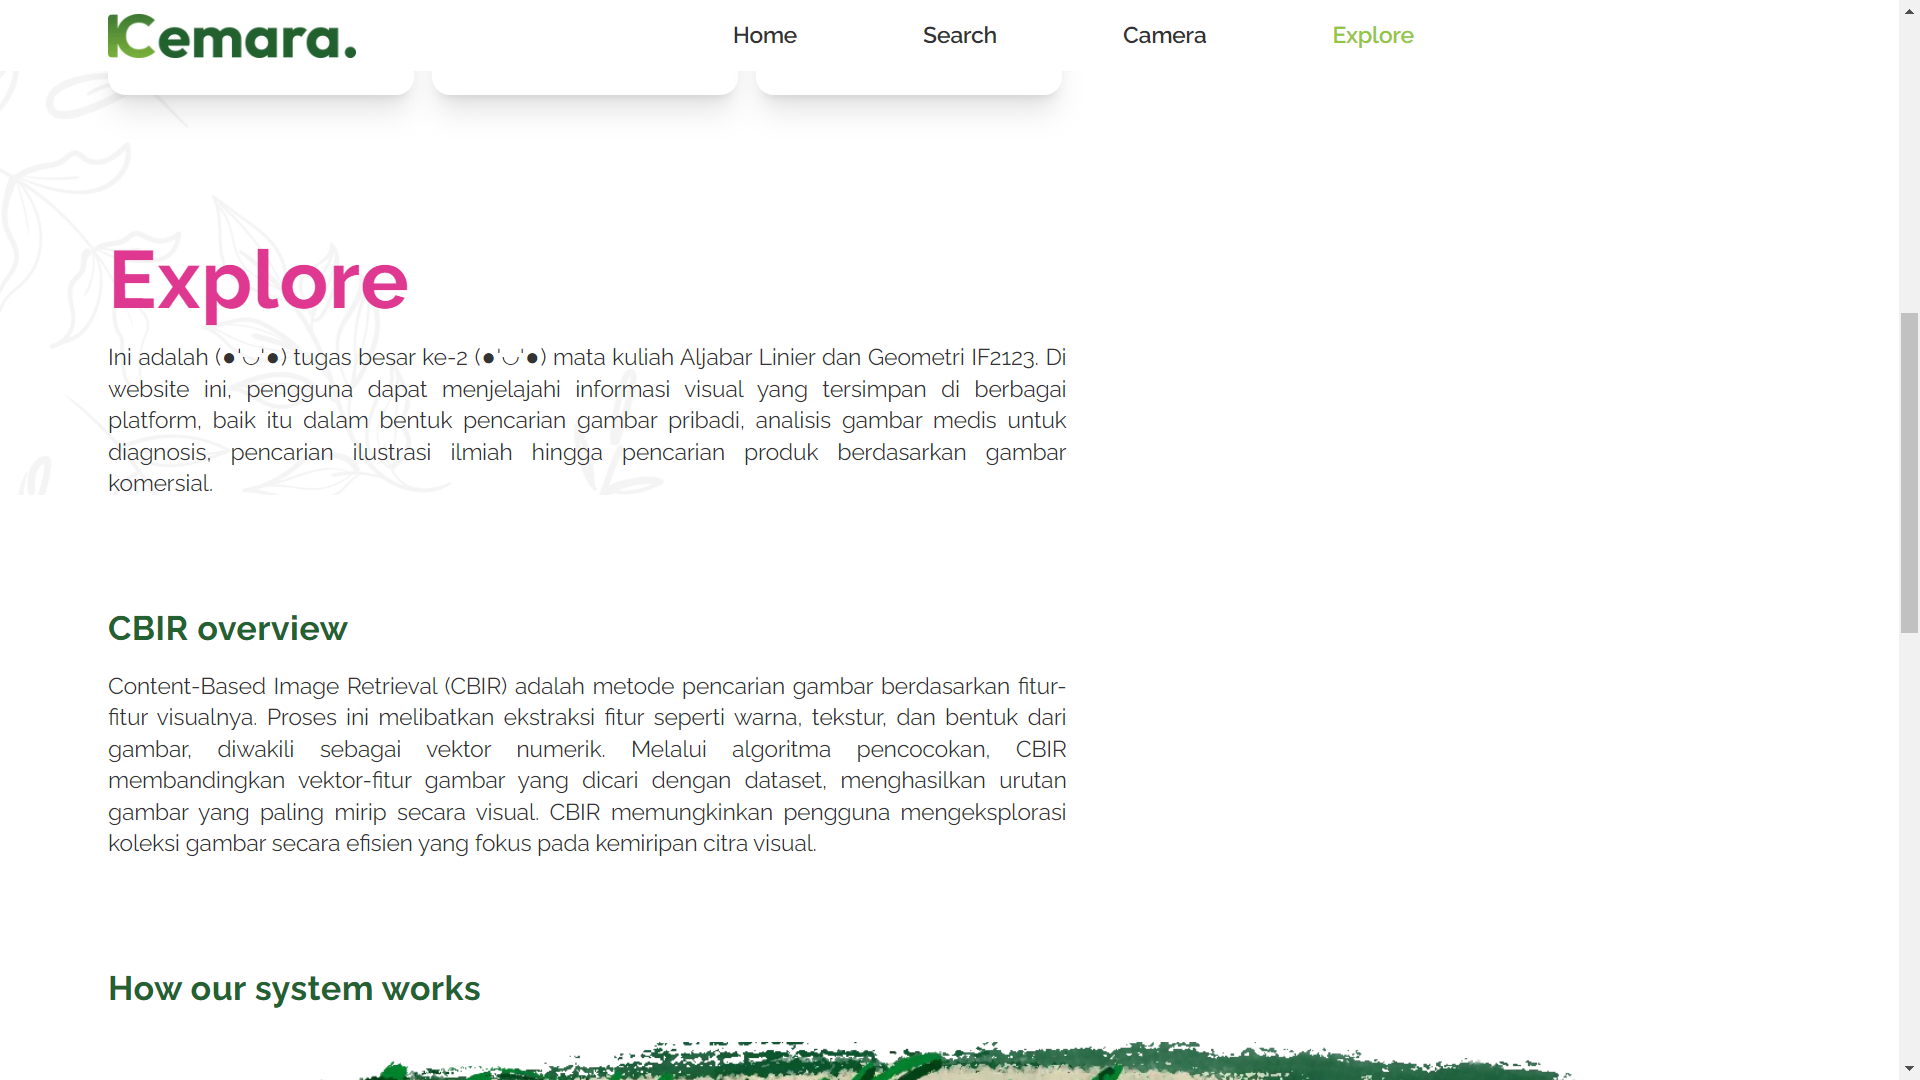 Kemara.
Home
Search
Camera
Explore
Explore
Ini adalah (●'◡'●) tugas besar ke-2 (●'◡'●) mata kuliah Aljabar Linier dan Geometri IF2123. Di
website ini, pengguna dapat menjelajahi informasi visual yang tersimpan di berbagai
platform, baik itu dalam bentuk pencarian gambar pribadi, analisis gambar medis untuk
diagnosis, pencarian ilustrasi ilmiah hingga pencarian produk berdasarkan gambar
komersial.
CBIR overview
Content-Based Image Retrieval (CBIR) adalah metode pencarian gambar berdasarkan fitur-
fitur visualnya. Proses ini melibatkan ekstraksi fitur seperti warna, tekstur, dan bentuk dari
gambar, diwakili sebagai vektor numerik. Melalui algoritma pencocokan, CBIR
membandingkan vektor-fitur gambar yang dicari dengan dataset, menghasilkan urutan
gambar yang paling mirip secara visual. CBIR memungkinkan pengguna mengeksplorasi
koleksi gambar secara efisien yang fokus pada kemiripan citra visual.
How our system works